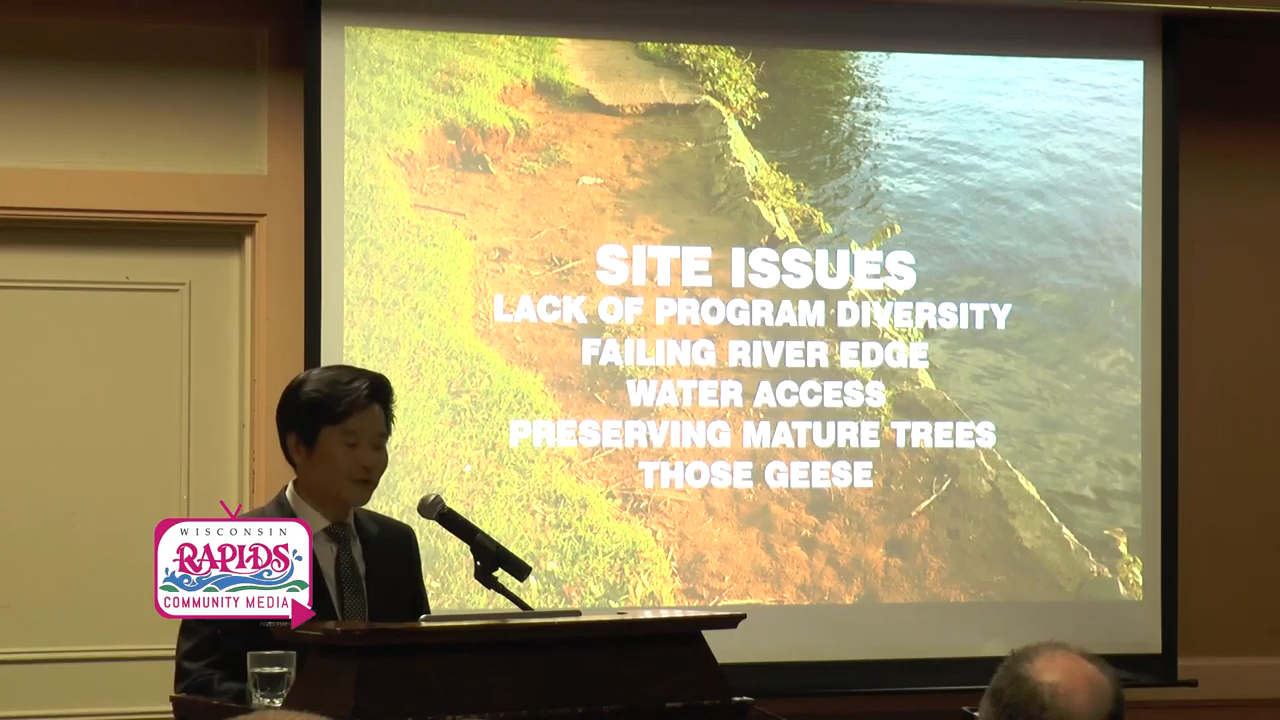 SITE ISSUES
LACK OF PROGRAM DIVERSITY
FAILING RIVER EDGE
WATER ACCESS
PRESERVING MATURE TREES
THOSE GEESE
WISCONSIN
RAPIDS
COMMUNITY MEDIA